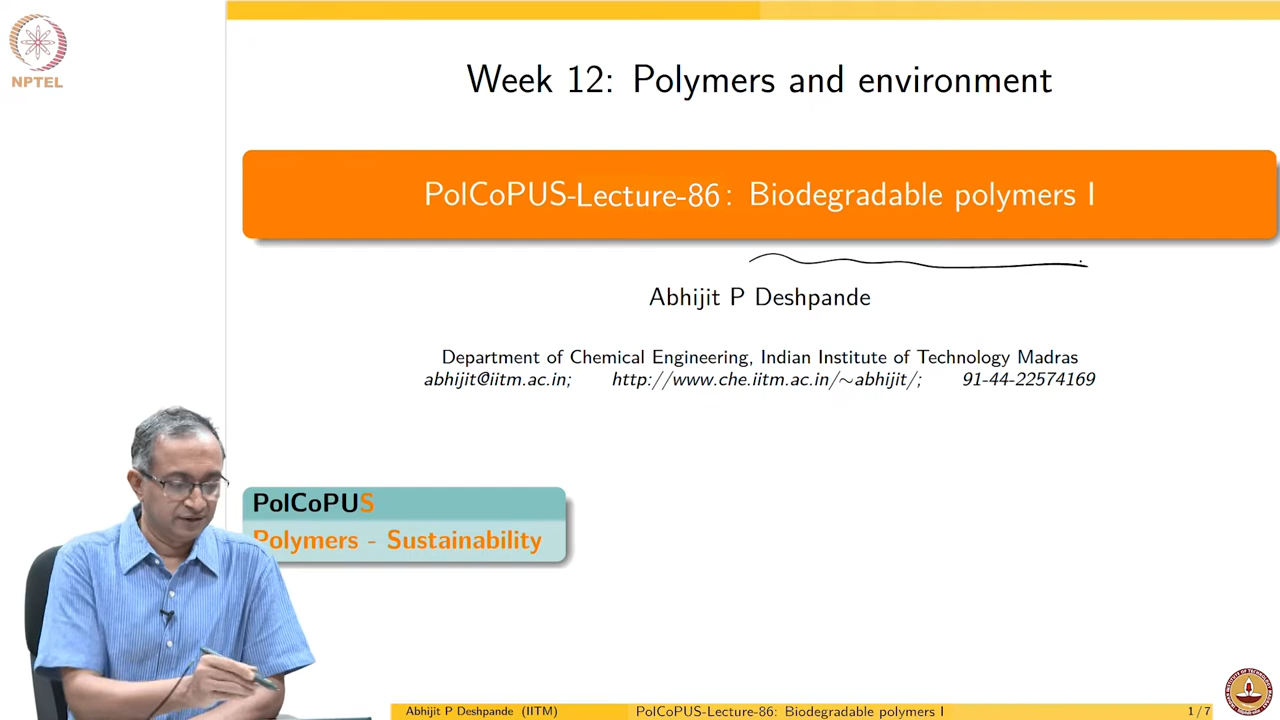 NPTEL
Week 12: Polymers and environment
PolCoPUS-Lecture-86: Biodegradable polymers I
Abhijit P Deshpande
Department of Chemical Engineering, Indian Institute of Technology Madras
abhijit@iitm.ac.in; http://www.che.iitm.ac.in/~abhijit/; 91-44-22574169
PolCoPUS
Polymers - Sustainability
Abhijit P Deshpande (IITM) PolCoPUS-Lecture-86: Biodegradable polymers I 1/7